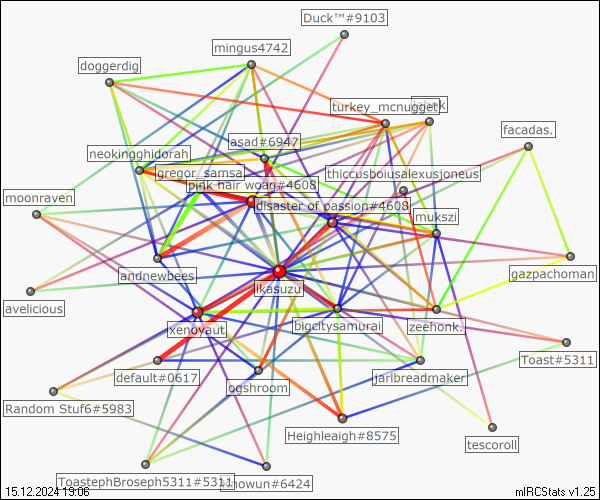 Duck™#9103
mingus4742
doggerdig
turkey_mcnugget
asad#6947
facadas.
neokingghidorah
gregor_samsa
thiccusboiusalexusjoneus
pink hair woag#4608
disaster of passion#4608
moonraven
mukszi
andnewbees
gazpachoman
ikasuzu
avelicious
xenoyaut
bigcitysamurai
zeehonk.
Toast#5311
default#0617
ogshroom
jarlbreadmaker
Random Stuf6#5983
Heighleaigh#8575
tescoroll
ToastephBroseph5311#5311
howun#6424
15.12.2024 19:06
mIRCStats v1.25